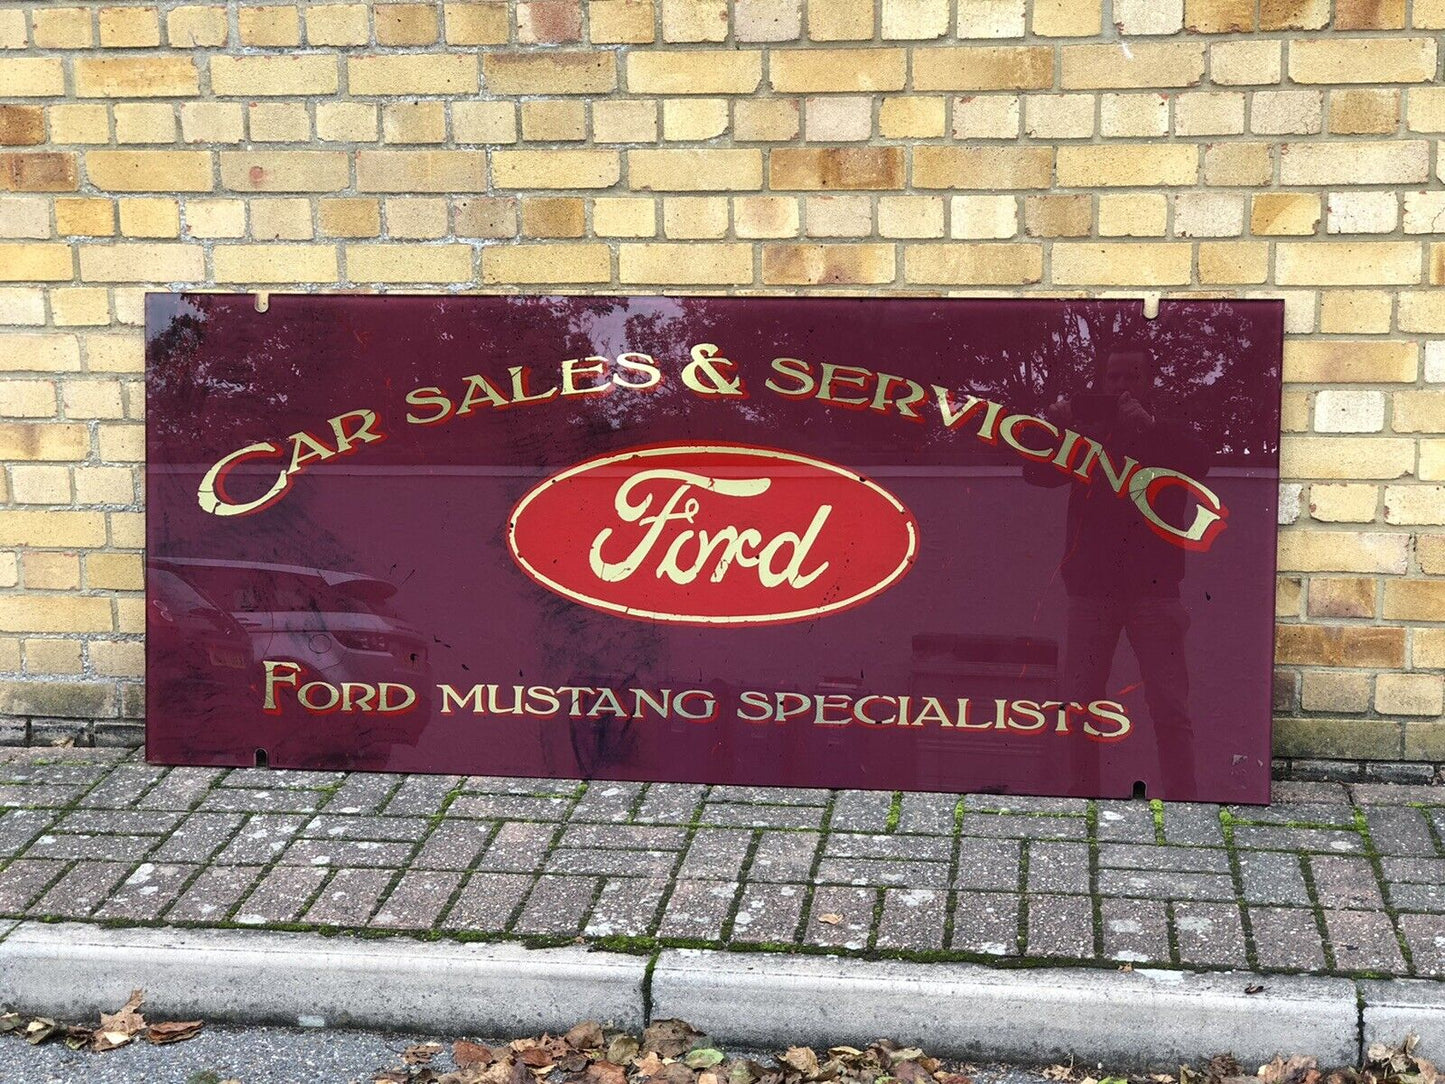 CAR SALES & SERVICING
Ford
FORD MUSTANG SPECIALISTS